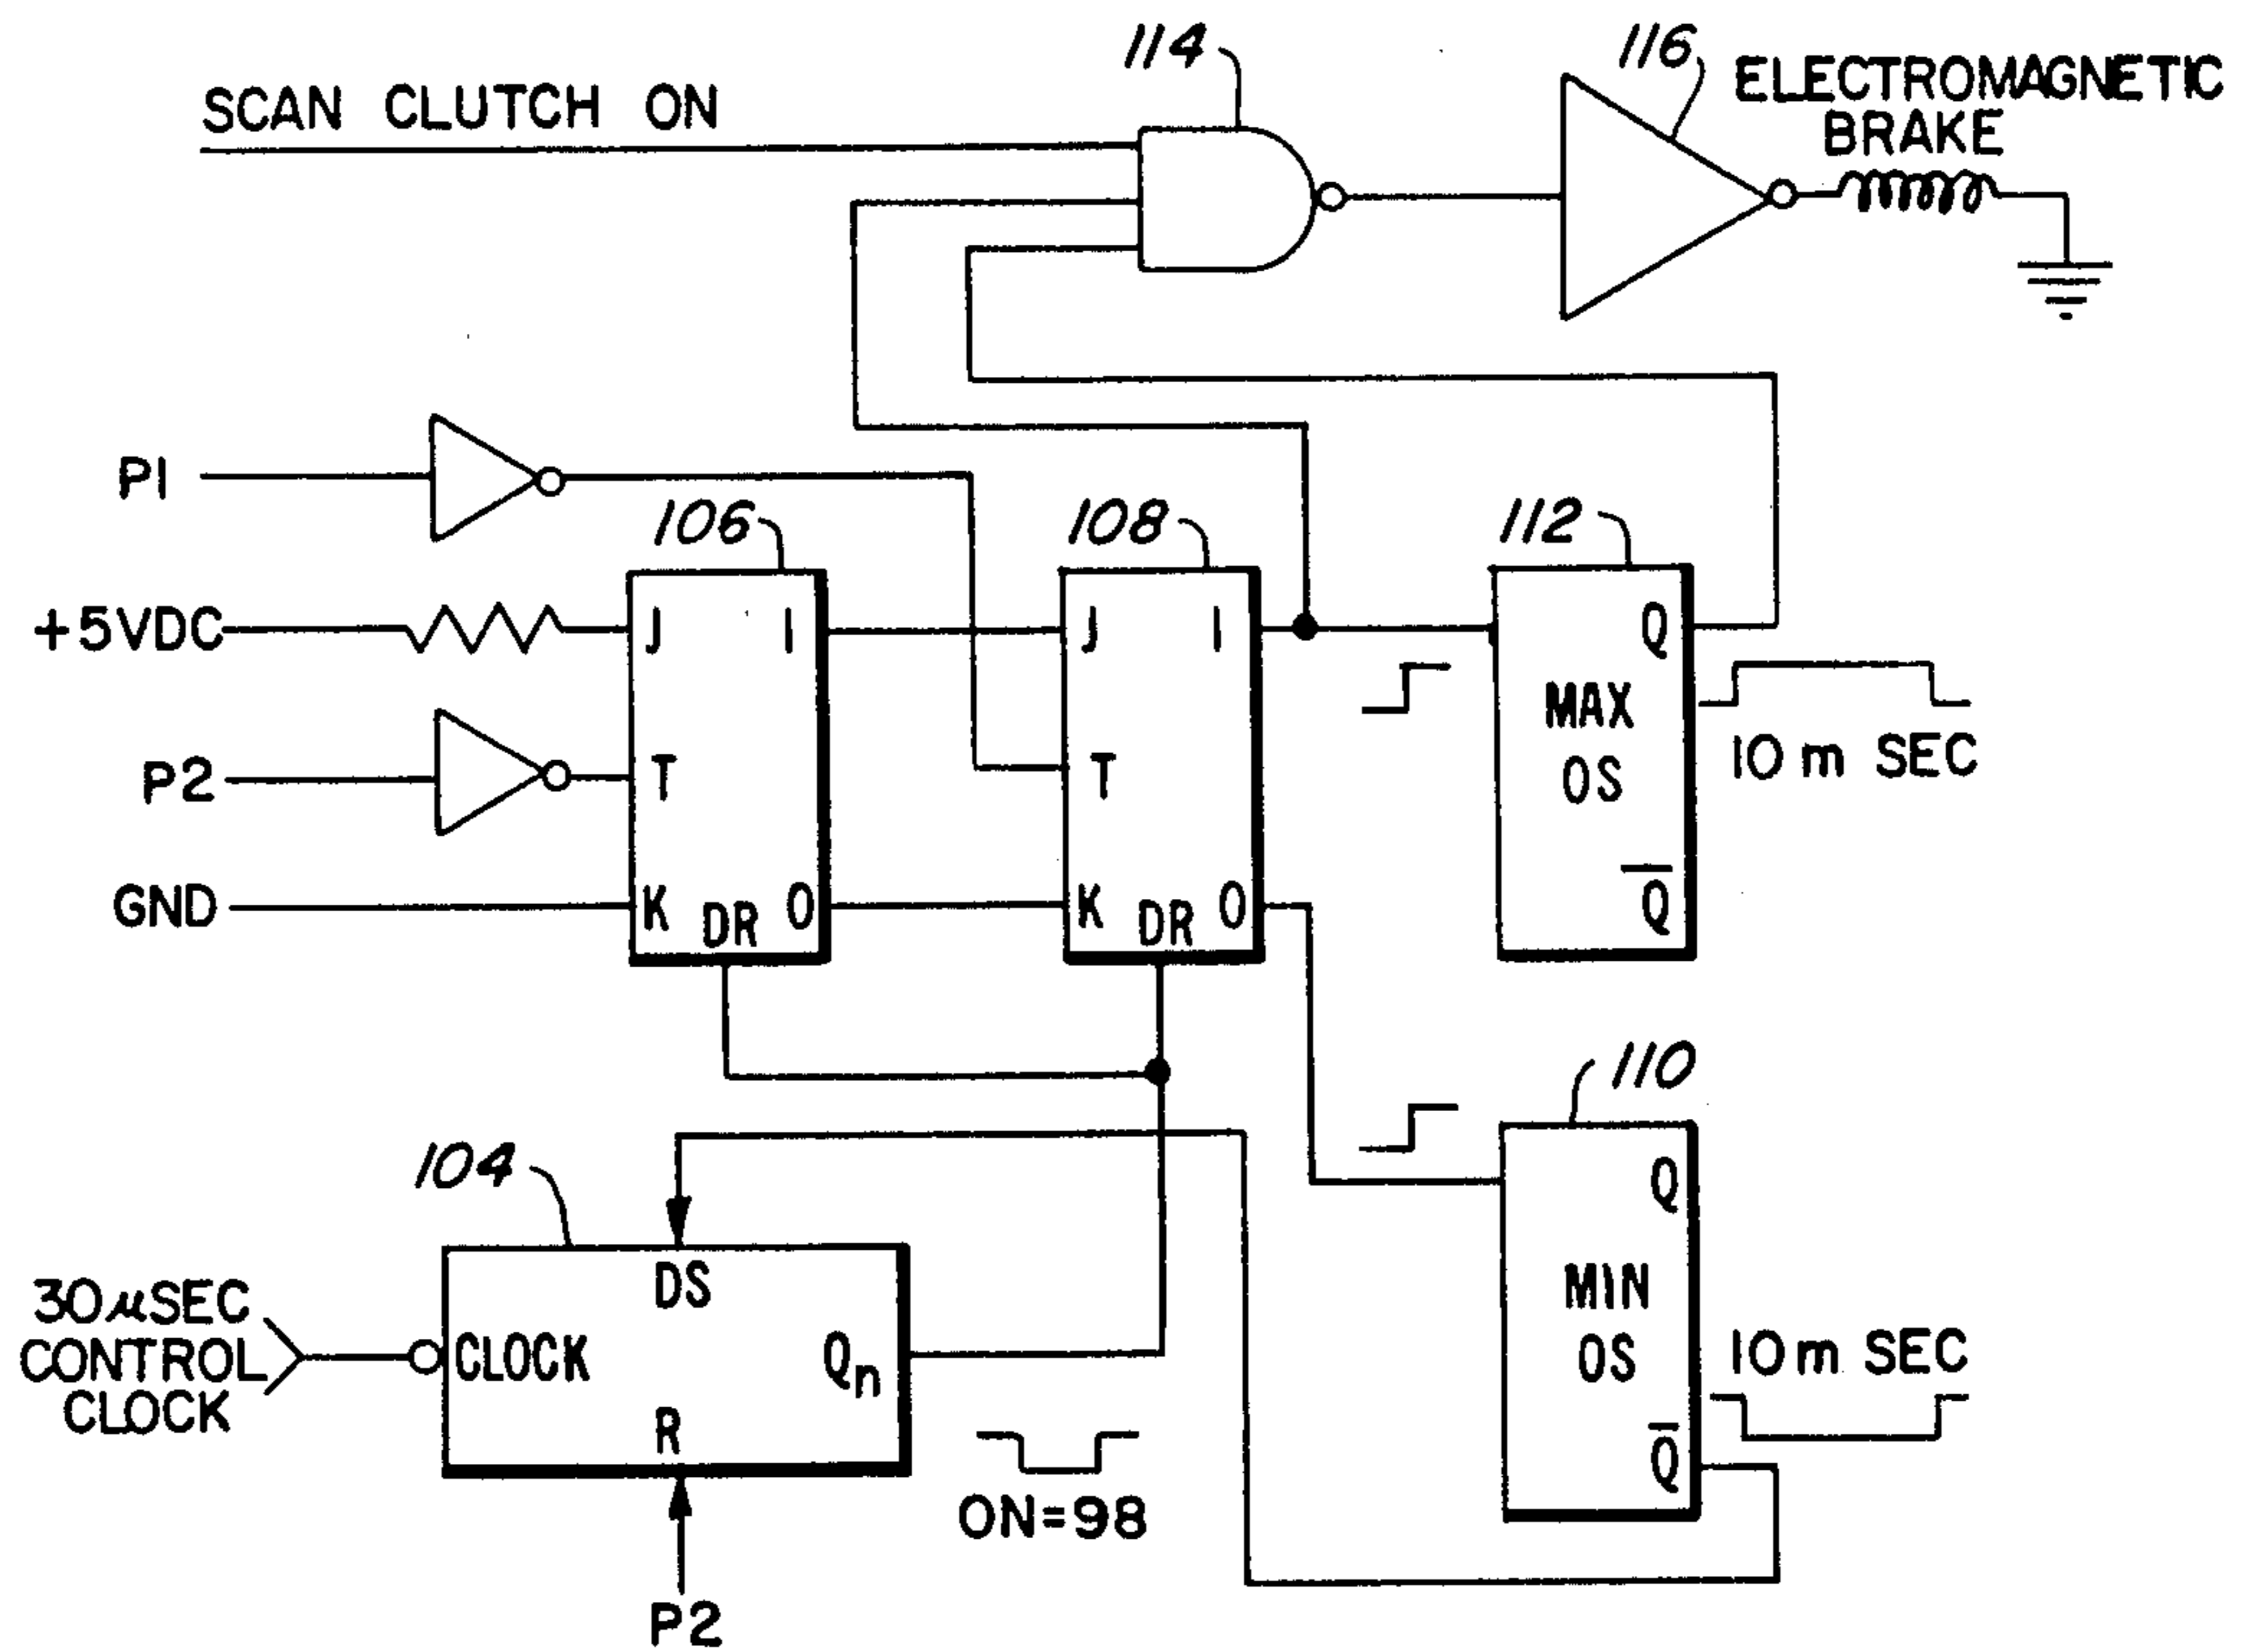 114
116
SCAN CLUTCH ON
ELECTROMAGNETIC
BRAKE
P1
106
108
112
+5VDC
J
1
J
1
Q
MAX
OS
P2
T
T
10 m SEC
GND
K
DR
0
K
DR
0
Q̅
110
104
Q
DS
MIN
OS
30 μSEC
CONTROL
CLOCK
CLOCK
Qn
10 m SEC
R
Q̅
ON=98
P2